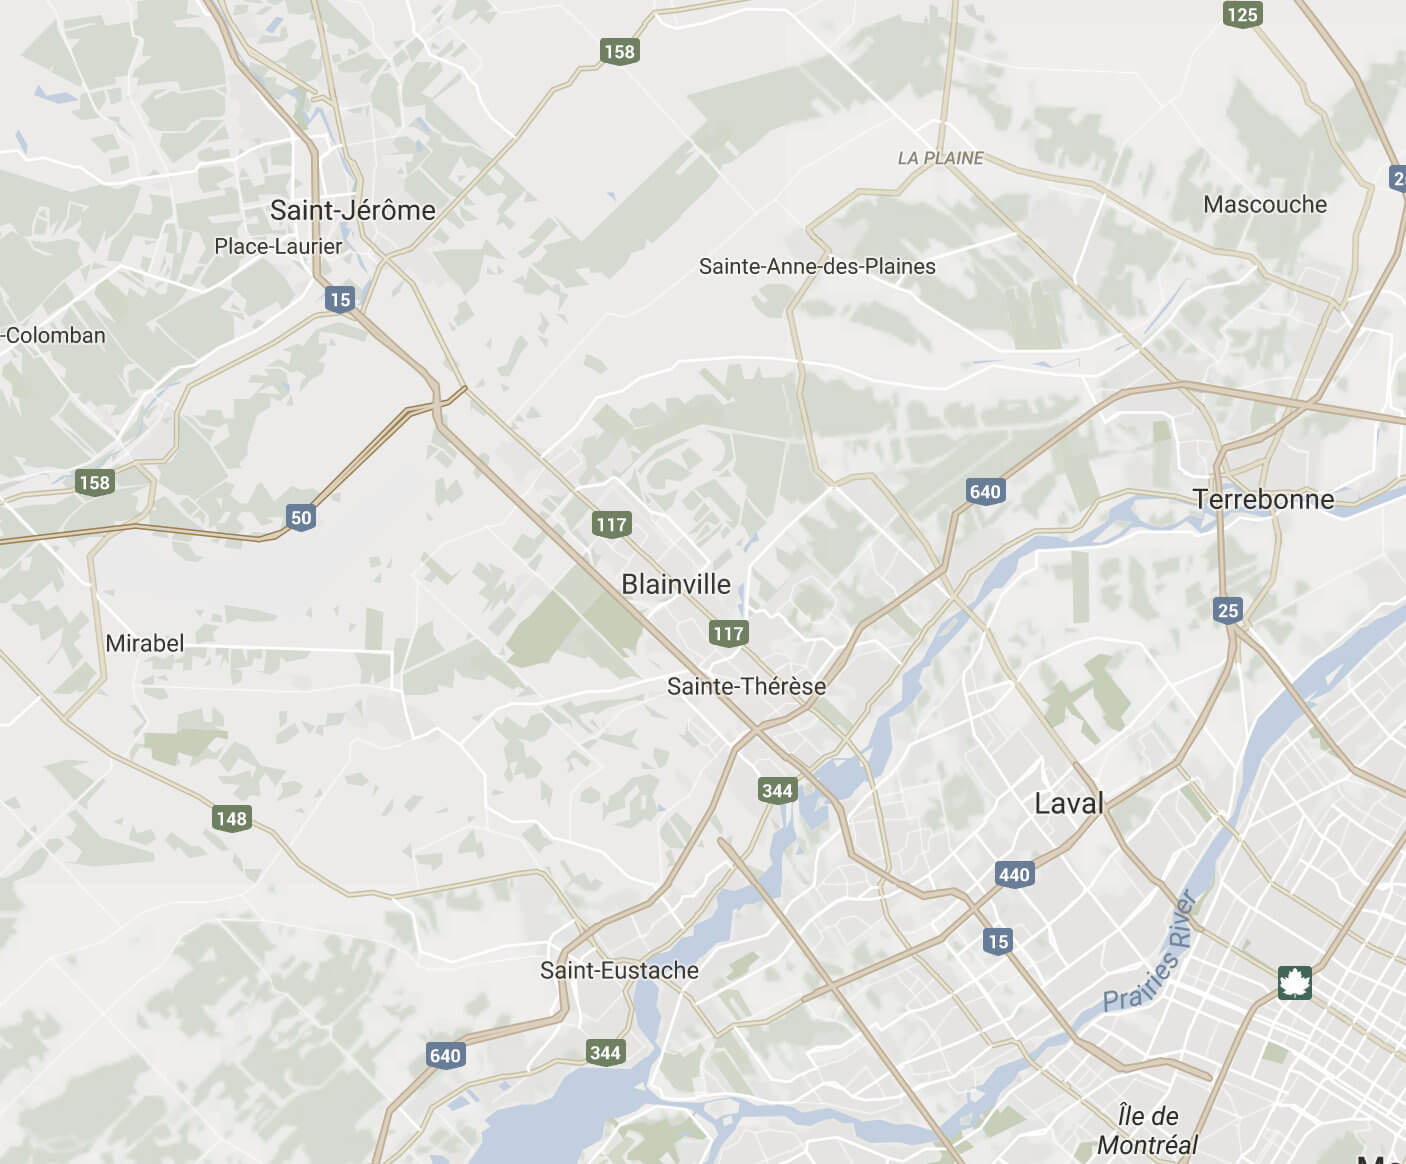 125
158
LA PLAINE
Mascouche
Saint-Jérôme
Place-Laurier
Sainte-Anne-des-Plaines
15
-Colomban
158
50
640
Terrebonne
117
Blainville
25
117
Mirabel
Sainte-Thérèse
344
Laval
148
440
15
Prairies River
Saint-Eustache
344
640
Île de
Montréal